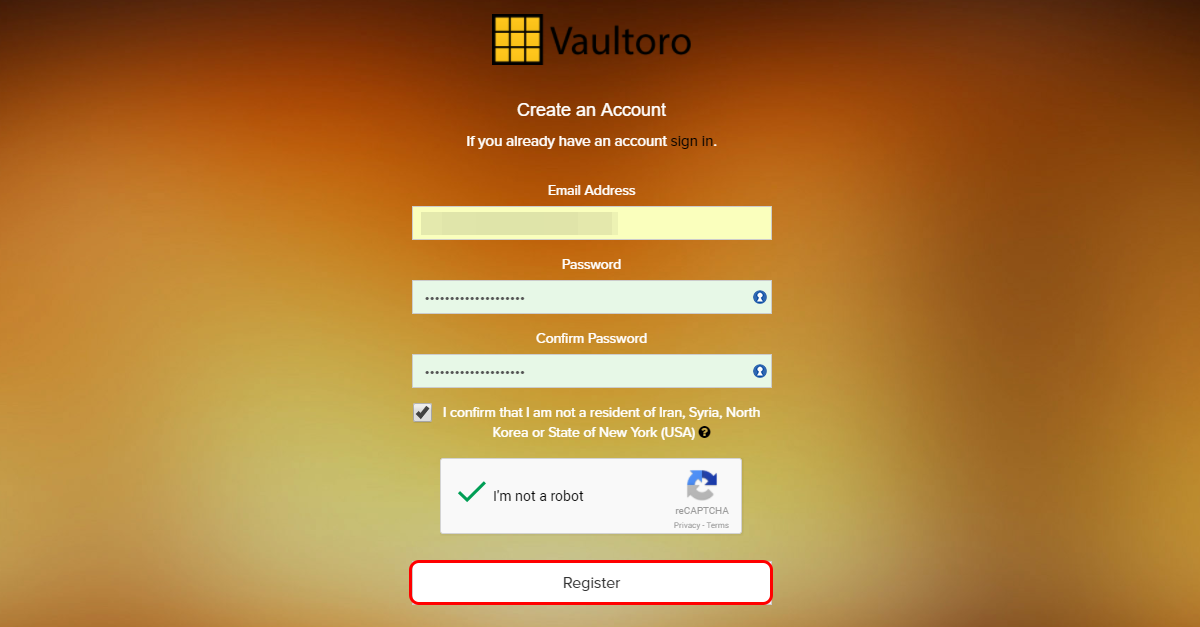 Vaultoro
Create an Account
If you already have an account sign in.
Email Address
Password
••••••••••••••••••••
Confirm Password
••••••••••••••••••••
I confirm that I am not a resident of Iran, Syria, North
Korea or State of New York (USA) ?
I'm not a robot
reCAPTCHA
Privacy - Terms
Register